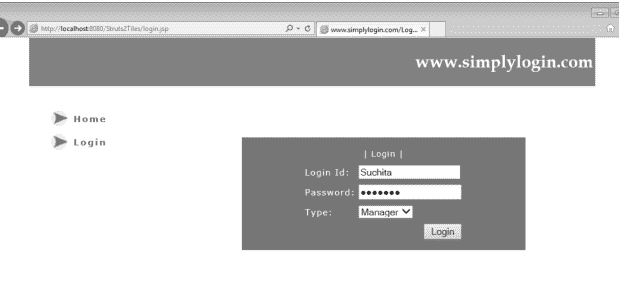 http://localhost:8080/Struts2Tiles/login.jsp
www.simplylogin.com/Log...
www.simplylogin.com
Home
Login
| Login |
Login Id: Suchita
Password: •••••••
Type: Manager
Login